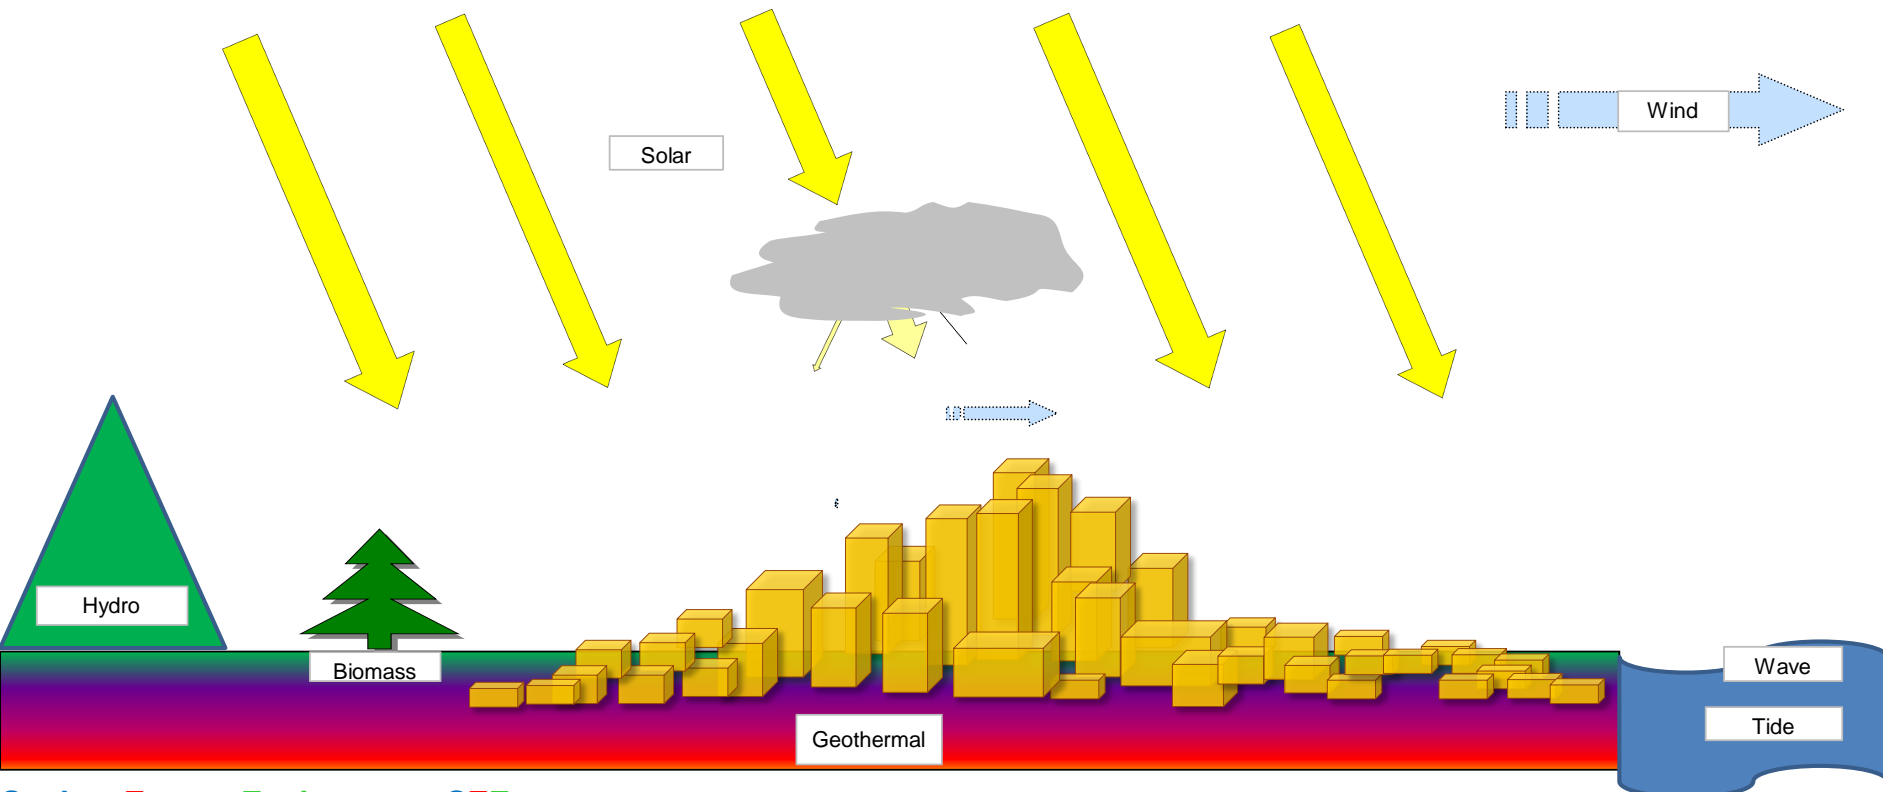 Wind
Solar
Hydro
Biomass
Wave
Tide
Geothermal